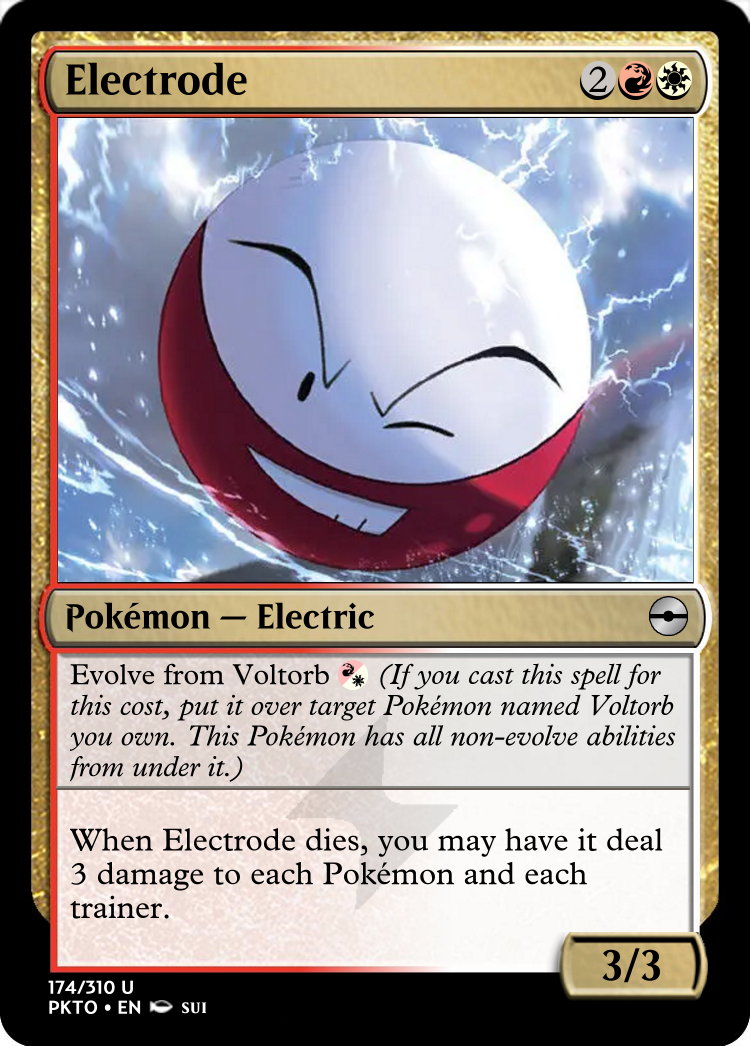 Electrode 2
Pokémon — Electric
Evolve from Voltorb (If you cast this spell for
this cost, put it over target Pokémon named Voltorb
you own. This Pokémon has all non-evolve abilities
from under it.)
When Electrode dies, you may have it deal
3 damage to each Pokémon and each
trainer.
3/3
174/310 U
PKTO • EN SUI